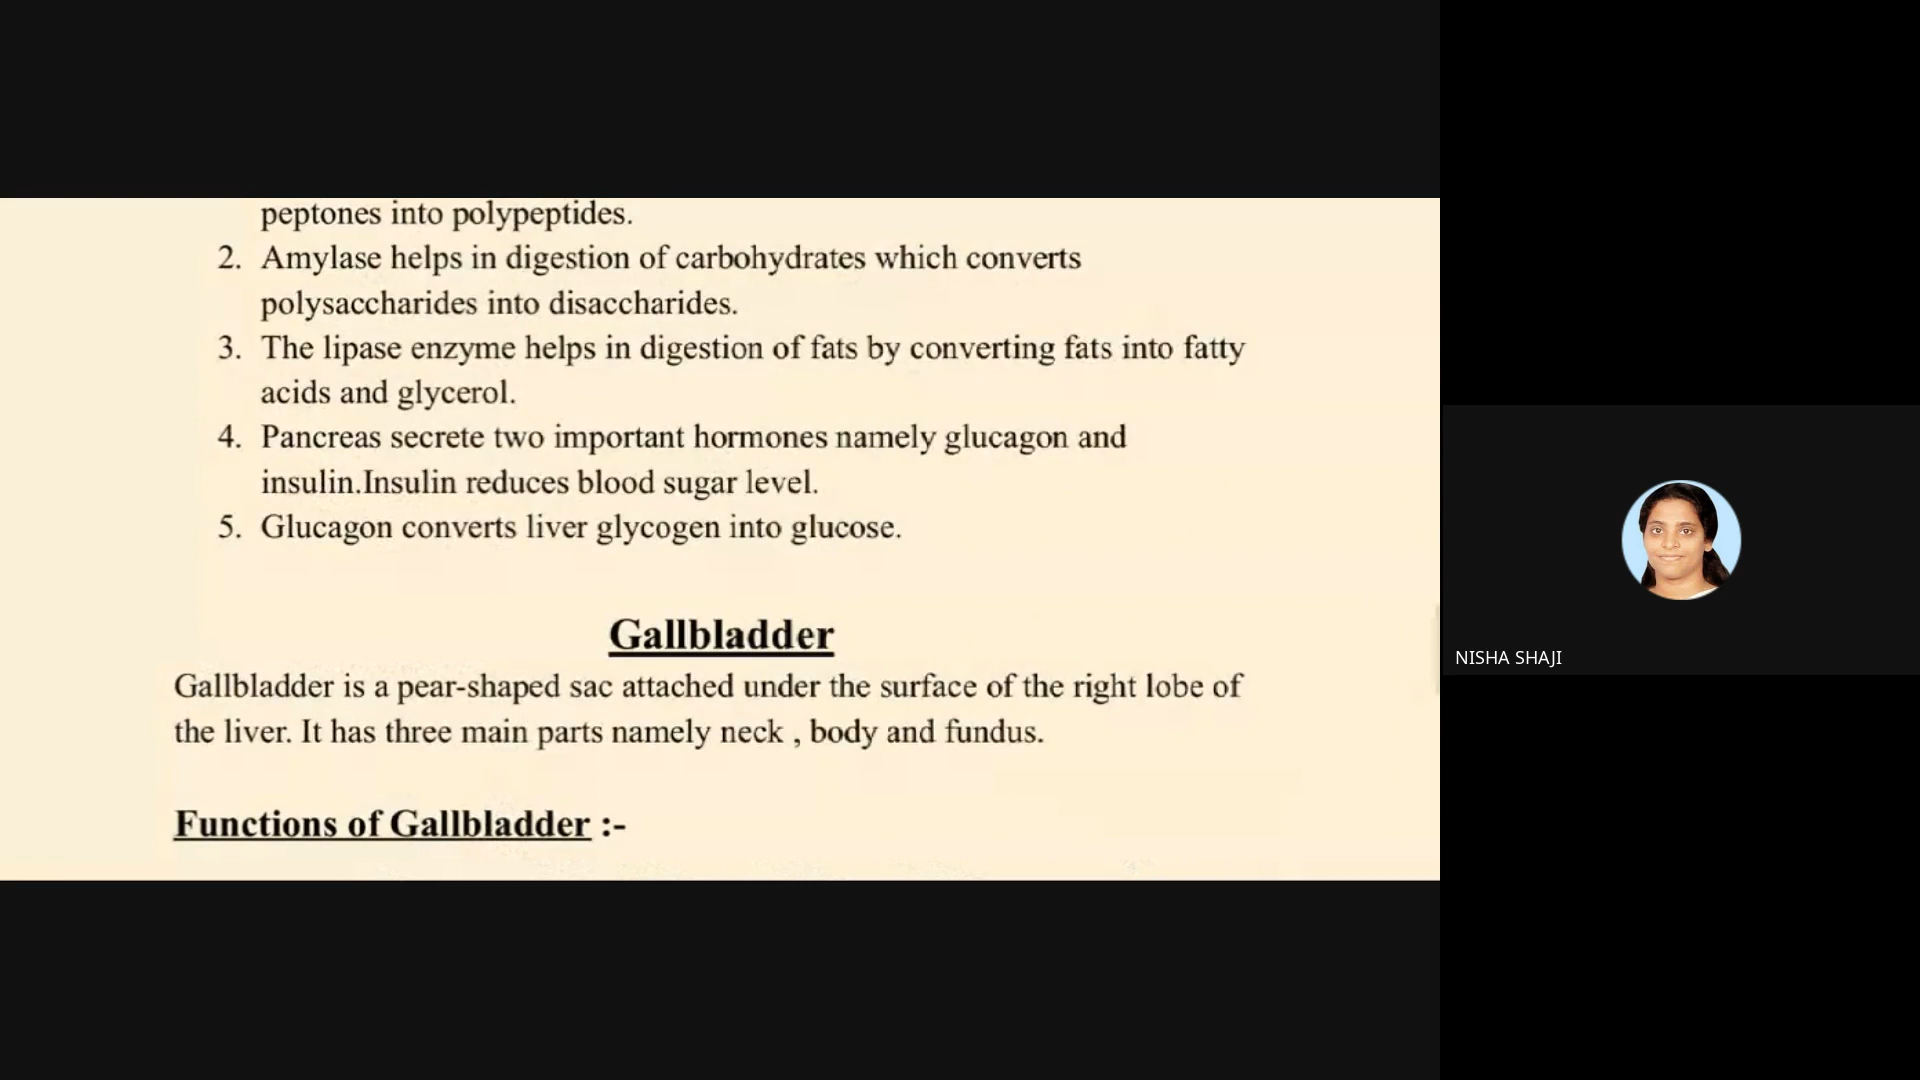 peptones into polypeptides.
2. Amylase helps in digestion of carbohydrates which converts
polysaccharides into disaccharides.
3. The lipase enzyme helps in digestion of fats by converting fats into fatty
acids and glycerol.
4. Pancreas secrete two important hormones namely glucagon and
insulin.Insulin reduces blood sugar level.
5. Glucagon converts liver glycogen into glucose.
Gallbladder
Gallbladder is a pear-shaped sac attached under the surface of the right lobe of
the liver. It has three main parts namely neck , body and fundus.
Functions of Gallbladder :-
NISHA SHAJI